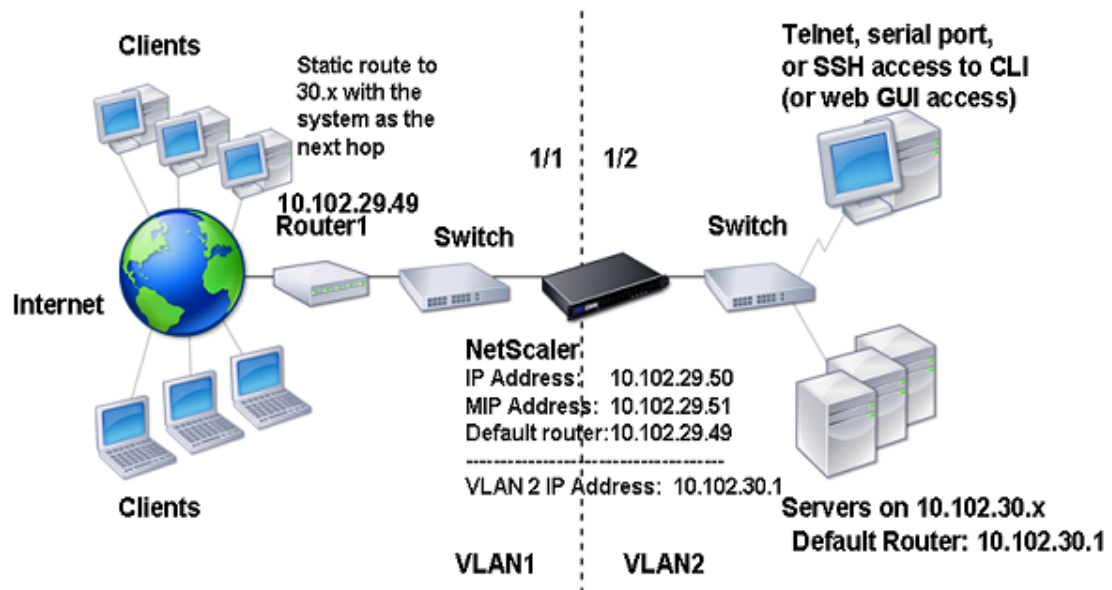 Clients
Static route to
30.x with the
system as the
next hop
10.102.29.49
Router1
Switch
Internet
Clients
1/1
1/2
Telnet, serial port,
or SSH access to CLI
(or web GUI access)
Switch
NetScaler
IP Address: 10.102.29.50
MIP Address: 10.102.29.51
Default router:10.102.29.49
----------------------------------------
VLAN 2 IP Address: 10.102.30.1
Servers on 10.102.30.x
Default Router: 10.102.30.1
VLAN1
VLAN2